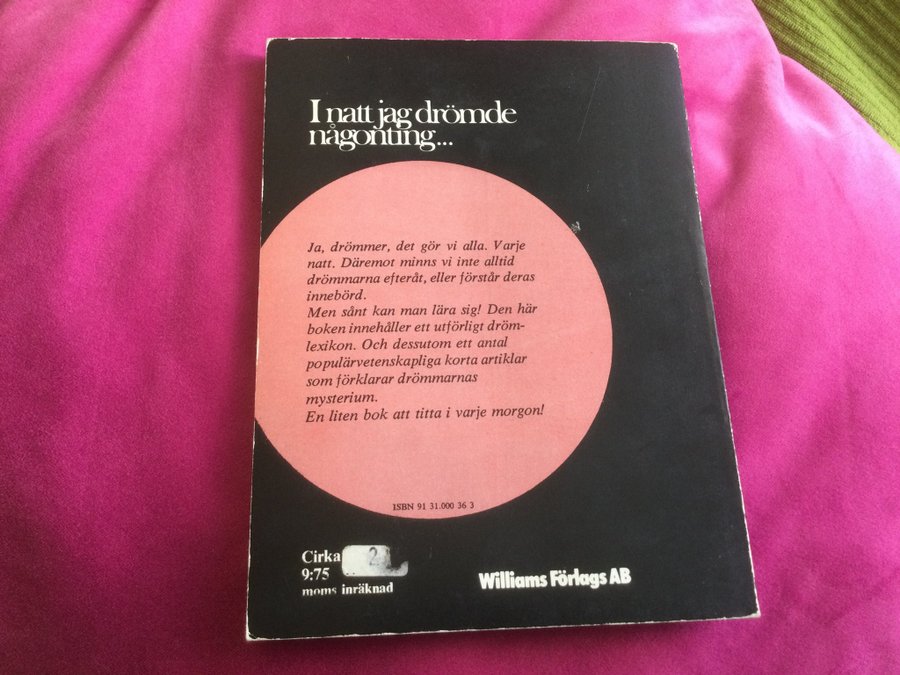 I natt jag drömde
någonting...
Ja, drömmer, det gör vi alla. Varje
natt. Däremot minns vi inte alltid
drömmarna efteråt, eller förstår deras
innebörd.
Men sånt kan man lära sig! Den här
boken innehåller ett utförligt dröm-
lexikon. Och dessutom ett antal
populärvetenskapliga korta artiklar
som förklarar drömmarnas
mysterium.
En liten bok att titta i varje morgon!
ISBN 91 31.000 36 3
Cirka
9:75
moms inräknad
Williams Förlags AB